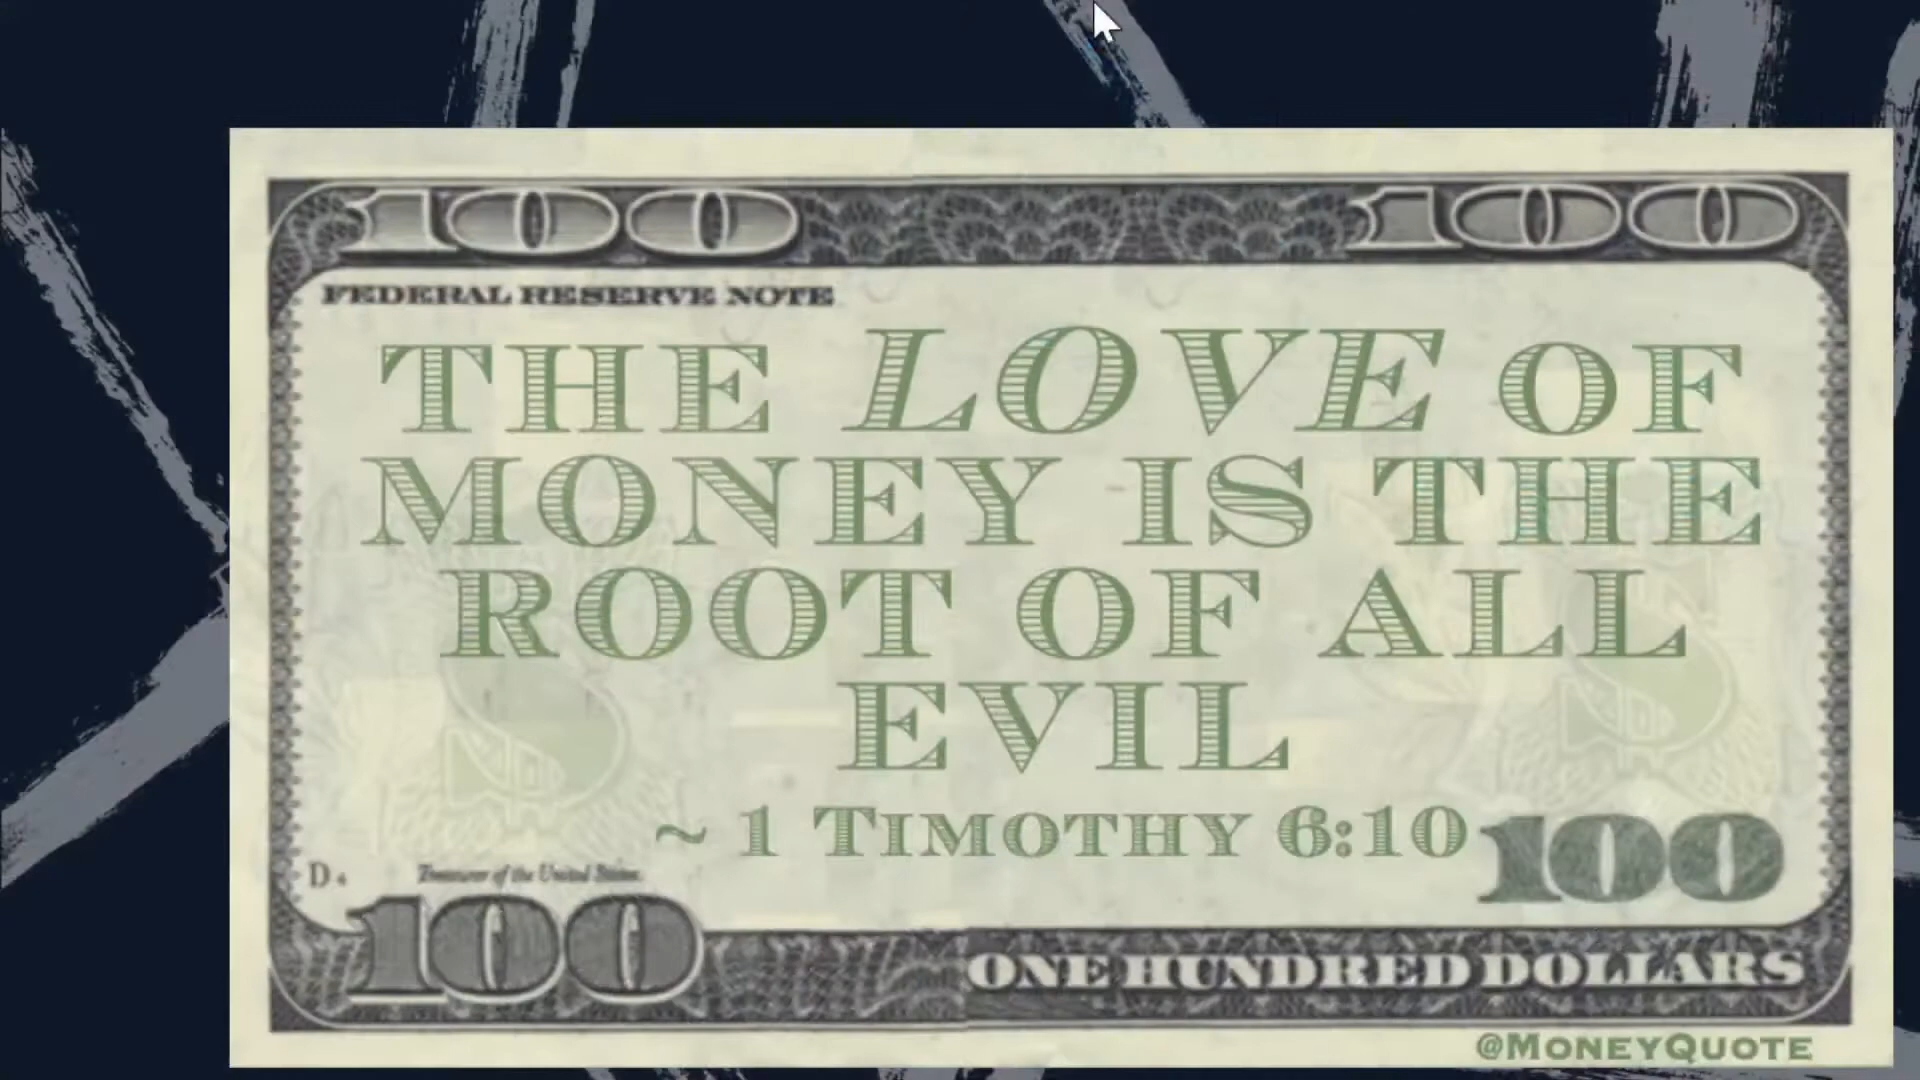 100 100
FEDERAL RESERVE NOTE
THE LOVE OF
MONEY IS THE
ROOT OF ALL
EVIL
~ 1 TIMOTHY 6:10 100
D 4 Treasurer of the United States.
100
ONE HUNDRED DOLLARS
@MONEYQUOTE